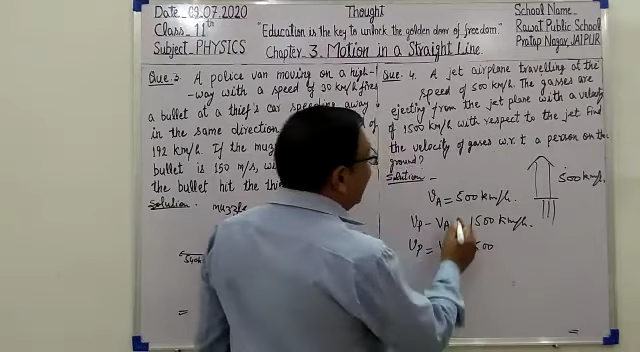 Date 09.07.2020
Class 11th
Subject PHYSICS
Thought
"Education is the key to unlock the golden door of freedom."
Chapter 3. Motion in a Straight Line
School Name
Rawat Public School
Pratap Nagar, JAIPUR
Que. 3. A police van moving on a high-
-way with a speed of 30 km/h fires
a bullet at a thief's car speeding away
in the same direction of
192 km/h. If the
bullet is 150 m/s, w
the bullet hit the
Solution. muzzle
540k
=
Que. 4. A jet airplane travelling at the
speed of 500 km/h. The gasses are
ejecting from the jet plane with a velocity
of 1500 km/h with respect to the jet. Find
the velocity of gases w.r.t a person on the
ground?
Solution -
500 km/h.
VA = 500 km/h.
VP - VA 1500 km/h.
VP = 500
=